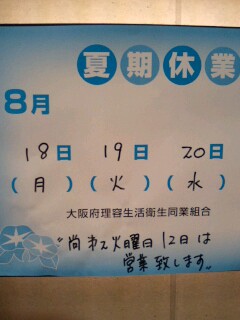 夏期休業
8月
18日 19日 20日
(月) (火) (水)
大阪府理容生活衛生同業組合
"尚 第2火曜日12日は
営業致します"